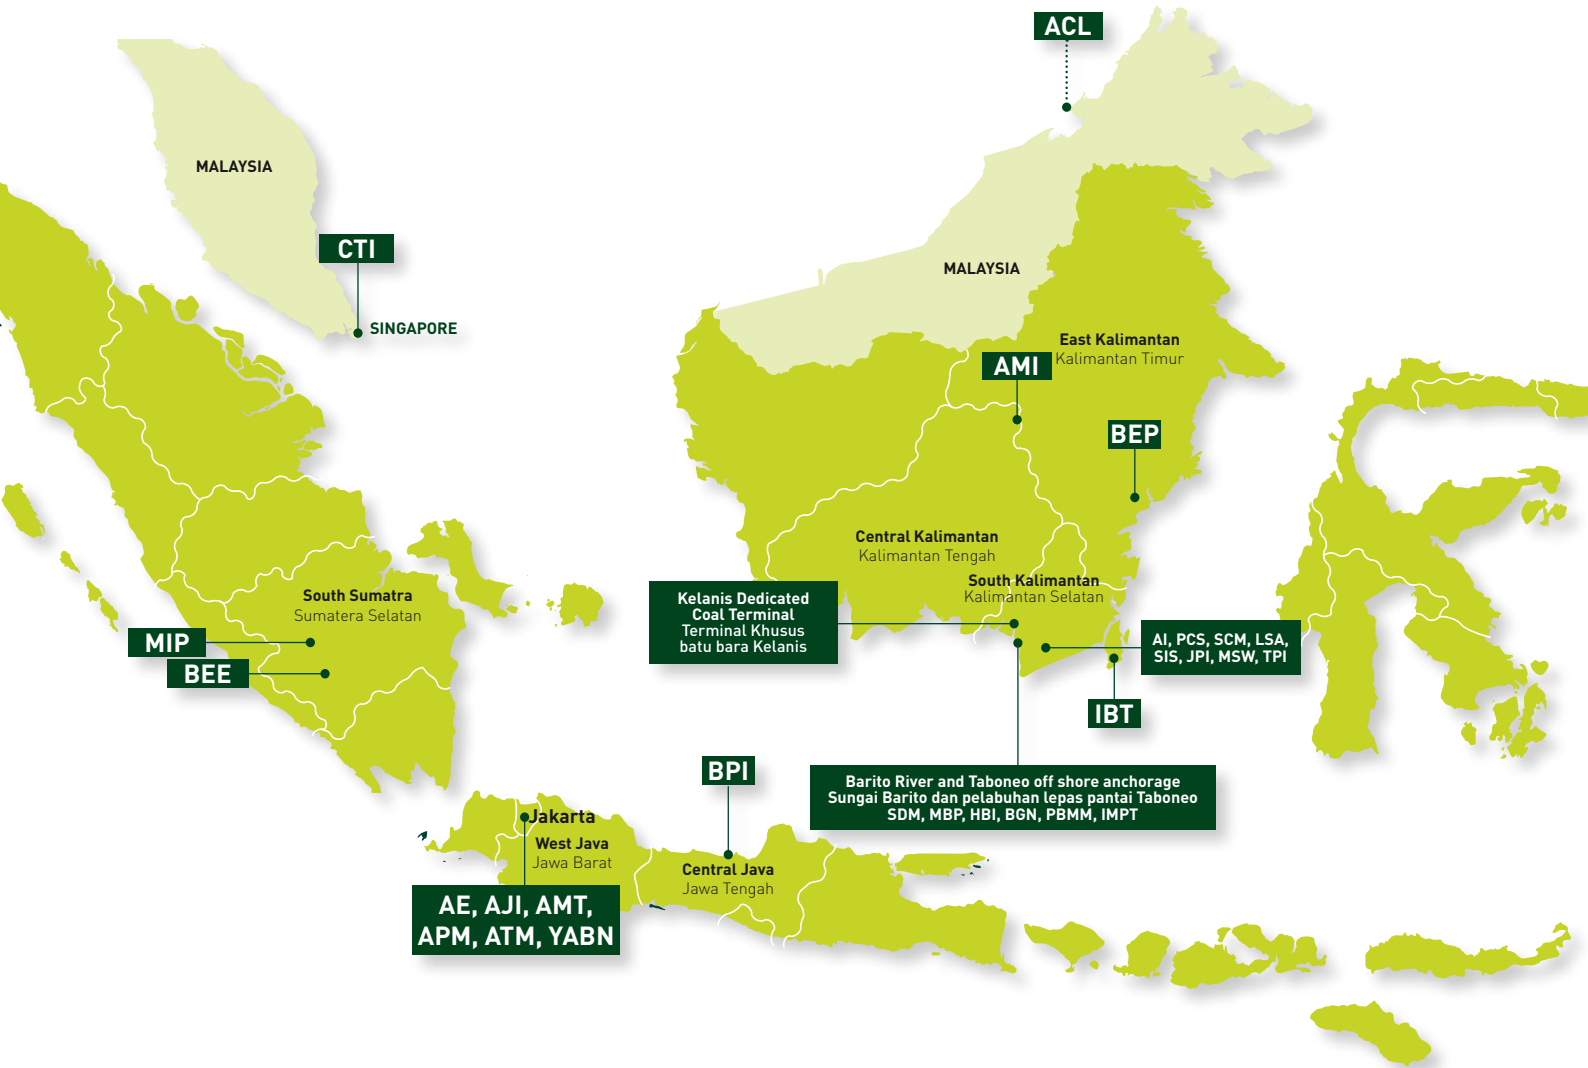 ACL
MALAYSIA
CTI
SINGAPORE
MALAYSIA
East Kalimantan
Kalimantan Timur
AMI
BEP
Central Kalimantan
Kalimantan Tengah
South Kalimantan
Kalimantan Selatan
South Sumatra
Sumatera Selatan
MIP
BEE
Kelanis Dedicated
Coal Terminal
Terminal Khusus
batu bara Kelanis
AI, PCS, SCM, LSA,
SIS, JPI, MSW, TPI
IBT
BPI
Barito River and Taboneo off shore anchorage
Sungai Barito dan pelabuhan lepas pantai Taboneo
SDM, MBP, HBI, BGN, PBMM, IMPT
Jakarta
West Java
Jawa Barat
Central Java
Jawa Tengah
AE, AJI, AMT,
APM, ATM, YABN